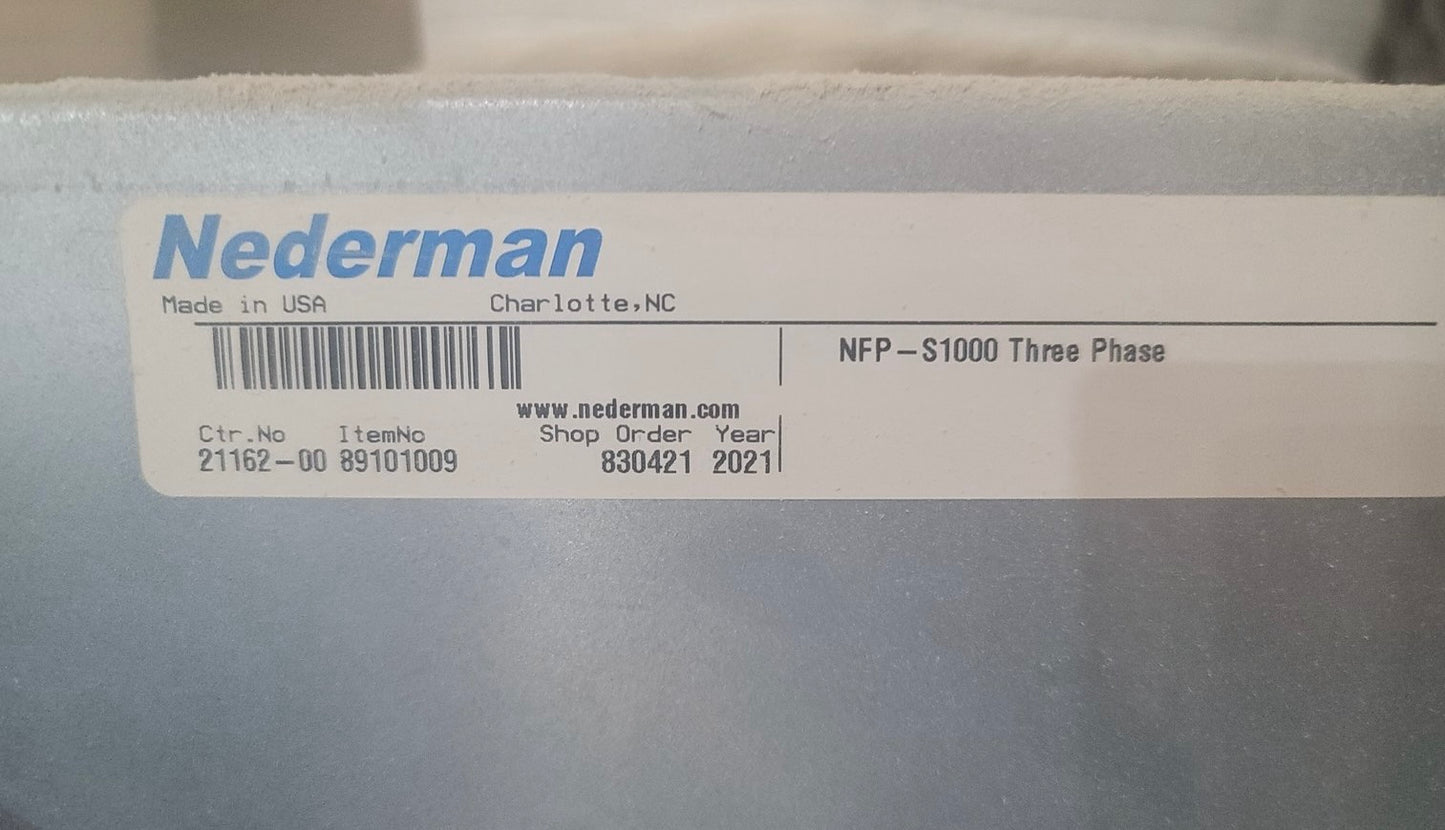 Nederman
Made in USA Charlotte,NC
NFP-S1000 Three Phase
www.nederman.com
Ctr.No ItemNo Shop Order Year
21162-00 89101009 830421 2021